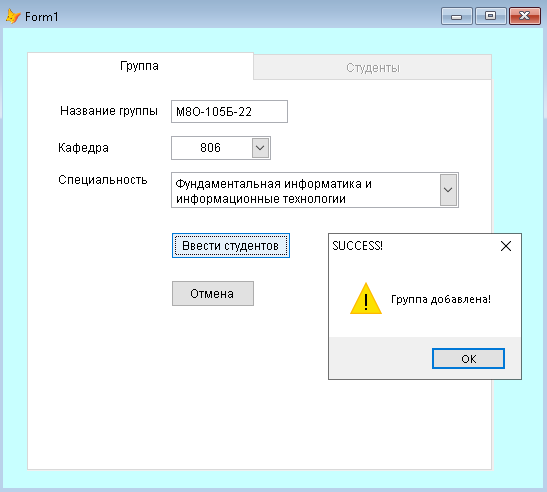 Form1
Группа
Студенты
Название группы
М8О-105Б-22
Кафедра
806
Специальность
Фундаментальная информатика и
информационные технологии
Ввести студентов
Отмена
SUCCESS!
Группа добавлена!
ОК